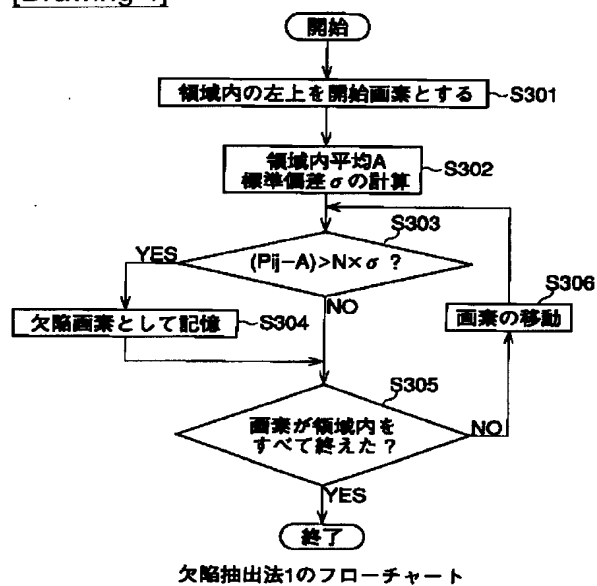 開始
領域内の左上を開始画素とする
S301
領域内平均A
標準偏差σの計算
S302
S303
(Pij−A)>N×σ ?
YES
NO
欠陥画素として記憶
S304
S306
画素の移動
S305
画素が領域内を
すべて終えた?
NO
YES
終了
欠陥抽出法1のフローチャート